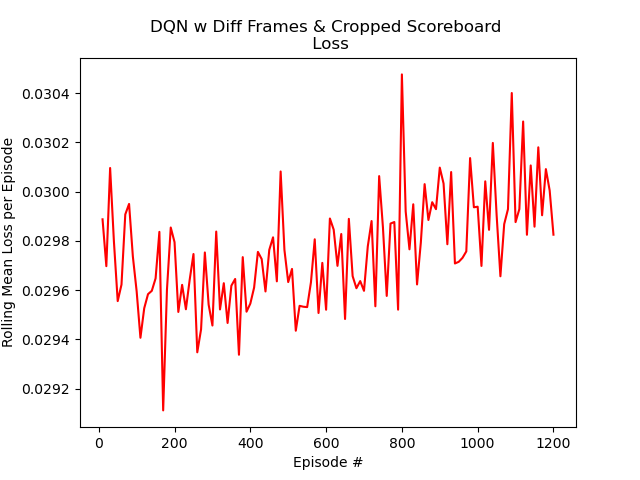 DQN w Diff Frames & Cropped Scoreboard
Loss
Rolling Mean Loss per Episode
0.0304
0.0302
0.0300
0.0298
0.0296
0.0294
0.0292
0 200 400 600 800 1000 1200
Episode #